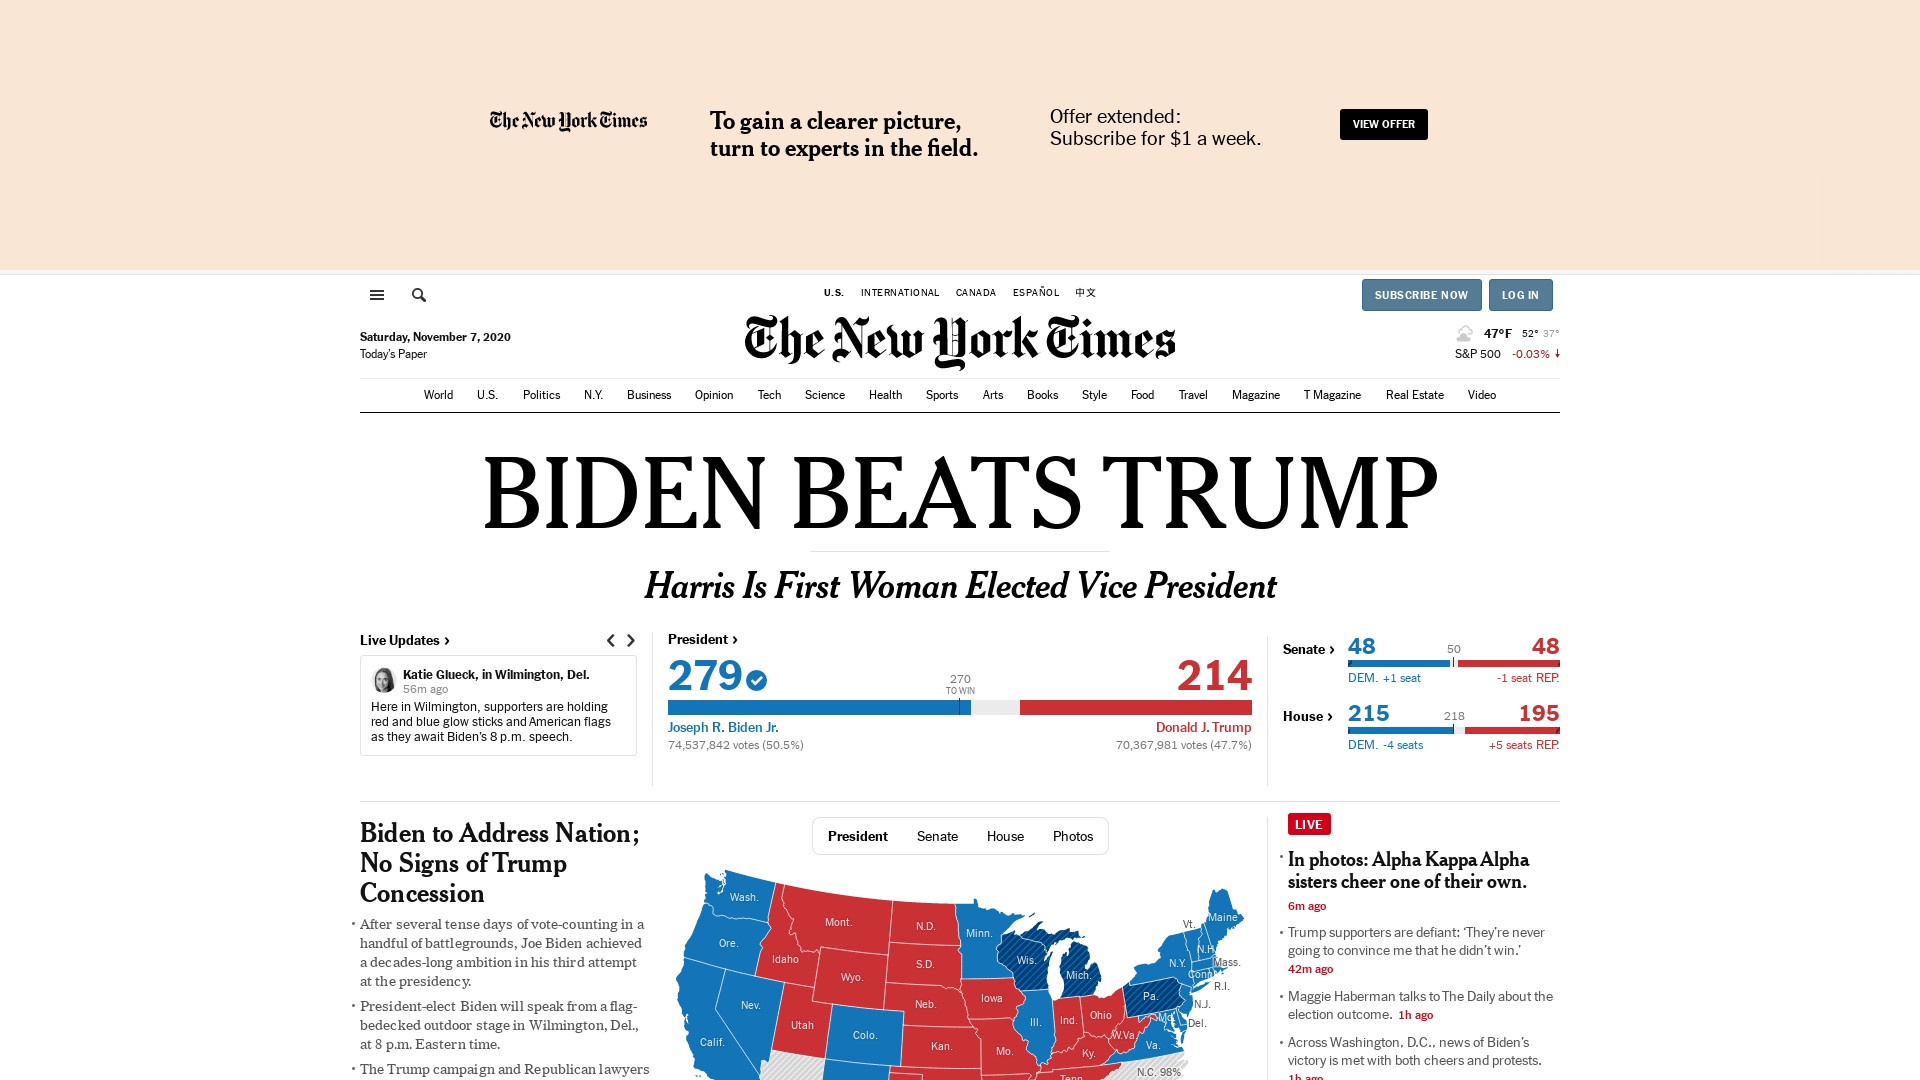 The New York Times
To gain a clearer picture,
turn to experts in the field.
Offer extended:
Subscribe for $1 a week.
VIEW OFFER
U.S. INTERNATIONAL CANADA ESPAÑOL 中文
SUBSCRIBE NOW LOG IN
Saturday, November 7, 2020
Today's Paper
The New York Times
47°F 52° 37°
S&P 500 -0.03%
World U.S. Politics N.Y. Business Opinion Tech Science Health Sports Arts Books Style Food Travel Magazine T Magazine Real Estate Video
BIDEN BEATS TRUMP
Harris Is First Woman Elected Vice President
Live Updates
Katie Glueck, in Wilmington, Del.
56m ago
Here in Wilmington, supporters are holding
red and blue glow sticks and American flags
as they await Biden's 8 p.m. speech.
President
279 214
270
TO WIN
Joseph R. Biden Jr. Donald J. Trump
74,537,842 votes (50.5%) 70,367,981 votes (47.7%)
Senate 48 50 48
DEM. +1 seat -1 seat REP.
House 215 218 195
DEM. -4 seats +5 seats REP.
Biden to Address Nation;
No Signs of Trump
Concession
• After several tense days of vote-counting in a
handful of battlegrounds, Joe Biden achieved
a decades-long ambition in his third attempt
at the presidency.
• President-elect Biden will speak from a flag-
bedecked outdoor stage in Wilmington, Del.,
at 8 p.m. Eastern time.
• The Trump campaign and Republican lawyers
President Senate House Photos
Wash.
Mont.
N.D.
Minn.
Vt.
Maine
Ore.
Idaho
S.D.
Wis.
Mich.
N.Y.
N.H.
Mass.
Wyo.
Conn.
R.I.
Nev.
Neb.
Iowa
Pa.
N.J.
Utah
Colo.
Ill.
Ind.
Ohio
Md.
Del.
Calif.
Kan.
Mo.
Ky.
W.Va.
Va.
Tenn.
N.C. 98%
LIVE
• In photos: Alpha Kappa Alpha
sisters cheer one of their own.
6m ago
• Trump supporters are defiant: ‘They’re never
going to convince me that he didn’t win.’
42m ago
• Maggie Haberman talks to The Daily about the
election outcome. 1h ago
• Across Washington, D.C., news of Biden’s
victory is met with both cheers and protests.
1h ago